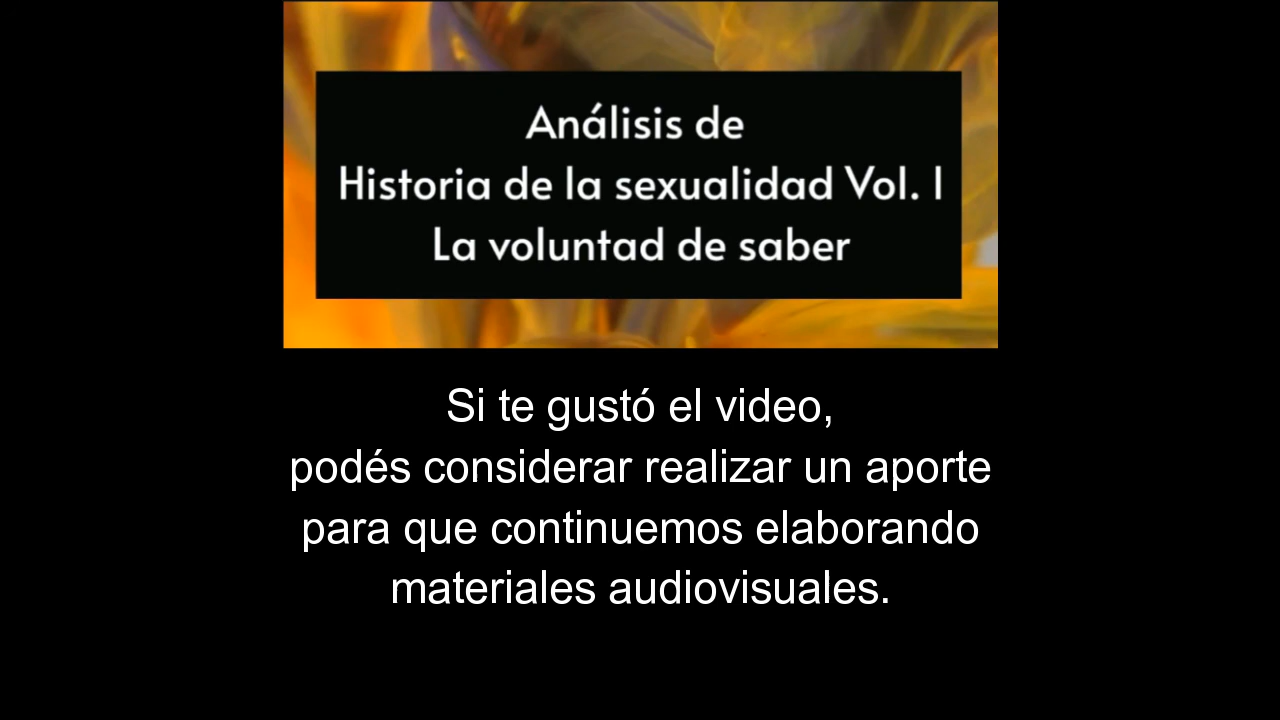 Análisis de
Historia de la sexualidad Vol. I
La voluntad de saber
Si te gustó el video,
podés considerar realizar un aporte
para que continuemos elaborando
materiales audiovisuales.